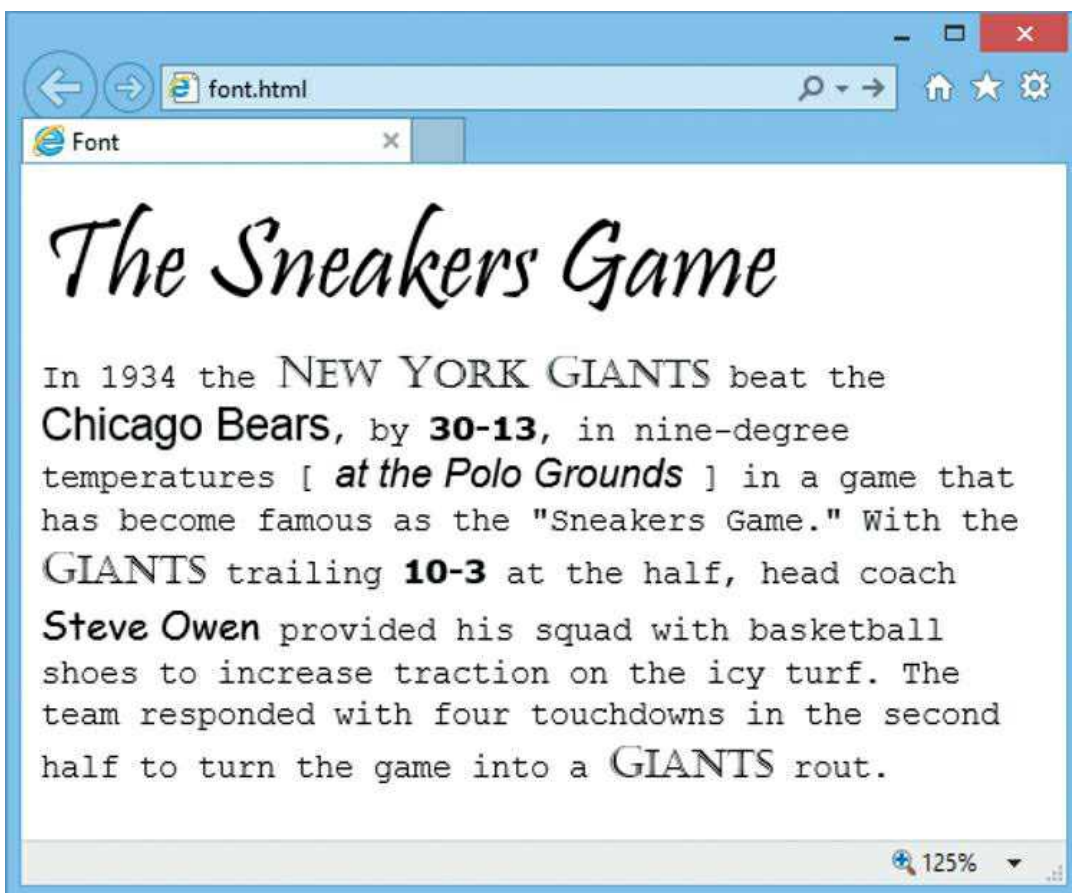 font.html
Font
The Sneakers Game
In 1934 the NEW YORK GIANTS beat the
Chicago Bears, by 30-13, in nine-degree
temperatures [ at the Polo Grounds ] in a game that
has become famous as the "Sneakers Game." With the
GIANTS trailing 10-3 at the half, head coach
Steve Owen provided his squad with basketball
shoes to increase traction on the icy turf. The
team responded with four touchdowns in the second
half to turn the game into a GIANTS rout.
125%